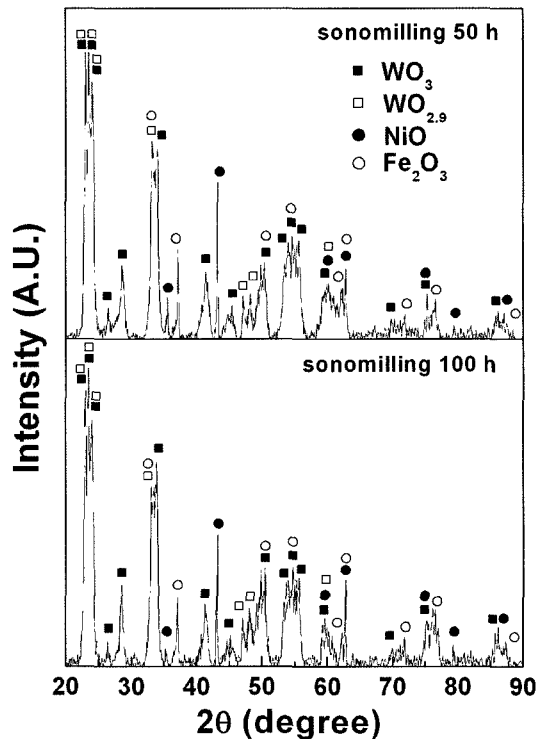 sonomilling 50 h
■ WO3
□ WO2.9
● NiO
○ Fe2O3
Intensity (A.U.)
sonomilling 100 h
20 30 40 50 60 70 80 90
2θ (degree)